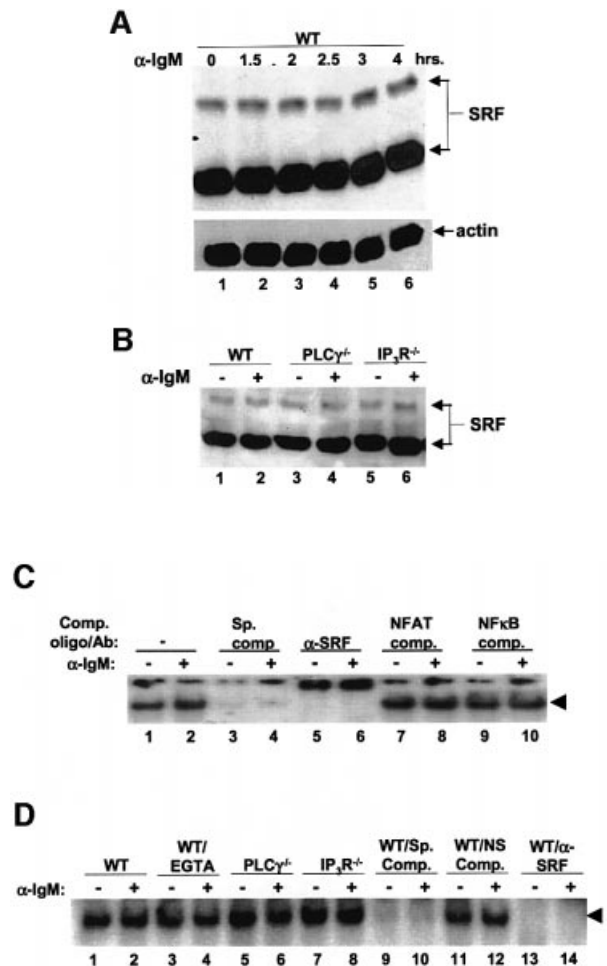 A
WT
α-IgM 0 1.5 2 2.5 3 4 hrs.
SRF
actin
1 2 3 4 5 6
B
WT PLCγ-/- IP3R-/-
α-IgM - + - + - +
SRF
1 2 3 4 5 6
C
Comp. Sp. NFAT NFκB
oligo/Ab: - comp α-SRF comp. comp.
α-IgM: - + - + - + - + - +
1 2 3 4 5 6 7 8 9 10
D
WT/ WT/Sp. WT/NS WT/α-
WT EGTA PLCγ-/- IP3R-/- Comp. Comp. SRF
α-IgM: - + - + - + - + - + - + - +
1 2 3 4 5 6 7 8 9 10 11 12 13 14